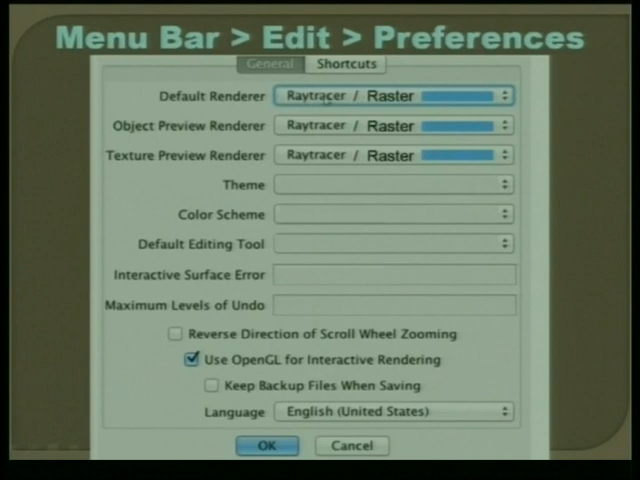 Menu Bar > Edit > Preferences
General Shortcuts
Default Renderer Raytracer / Raster
Object Preview Renderer Raytracer / Raster
Texture Preview Renderer Raytracer / Raster
Theme
Color Scheme
Default Editing Tool
Interactive Surface Error
Maximum Levels of Undo
Reverse Direction of Scroll Wheel Zooming
Use OpenGL for Interactive Rendering
Keep Backup Files When Saving
Language English (United States)
OK Cancel